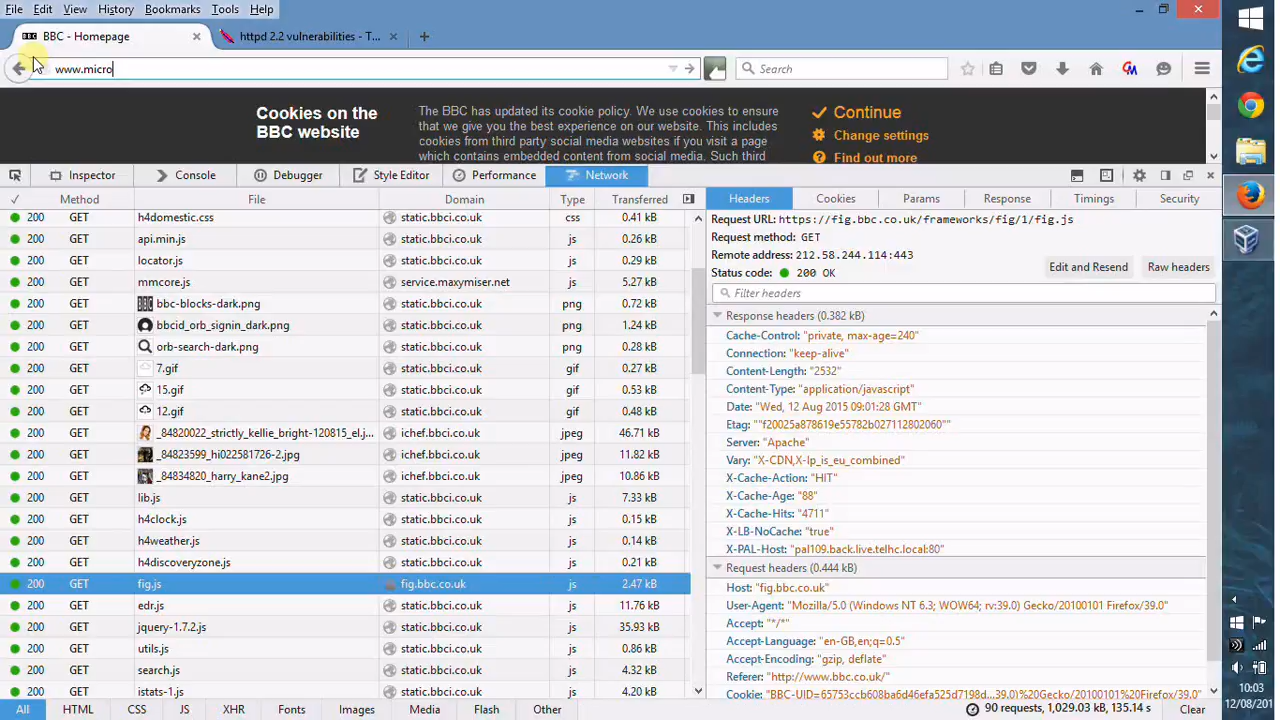 File Edit View History Bookmarks Tools Help
BBC - Homepage httpd 2.2 vulnerabilities - T...
www.micro Search
Cookies on the BBC website
The BBC has updated its cookie policy. We use cookies to ensure
that we give you the best experience on our website. This includes
cookies from third party social media websites if you visit a page
which contains embedded content from social media. Such third
Continue
Change settings
Find out more
Inspector Console Debugger Style Editor Performance Network
✓ Method File Domain Type Transferred
200 GET h4domestic.css static.bbci.co.uk css 0.41 kB
200 GET api.min.js static.bbci.co.uk js 0.26 kB
200 GET locator.js static.bbci.co.uk js 0.29 kB
200 GET mmcore.js service.maxymiser.net js 5.27 kB
200 GET bbc-blocks-dark.png static.bbci.co.uk png 0.72 kB
200 GET bbcid_orb_signin_dark.png static.bbci.co.uk png 1.24 kB
200 GET orb-search-dark.png static.bbci.co.uk png 0.28 kB
200 GET 7.gif static.bbci.co.uk gif 0.27 kB
200 GET 15.gif static.bbci.co.uk gif 0.53 kB
200 GET 12.gif static.bbci.co.uk gif 0.48 kB
200 GET _84820022_strictly_kellie_bright-120815_el.j... ichef.bbci.co.uk jpeg 46.71 kB
200 GET _84823599_hi022581726-2.jpg ichef.bbci.co.uk jpeg 11.82 kB
200 GET _84834820_harry_kane2.jpg ichef.bbci.co.uk jpeg 10.86 kB
200 GET lib.js static.bbci.co.uk js 7.33 kB
200 GET h4clock.js static.bbci.co.uk js 0.15 kB
200 GET h4weather.js static.bbci.co.uk js 0.14 kB
200 GET h4discoveryzone.js static.bbci.co.uk js 0.21 kB
200 GET fig.js fig.bbc.co.uk js 2.47 kB
200 GET edr.js static.bbci.co.uk js 11.76 kB
200 GET jquery-1.7.2.js static.bbci.co.uk js 35.93 kB
200 GET utils.js static.bbci.co.uk js 0.86 kB
200 GET search.js static.bbci.co.uk js 4.32 kB
200 GET istats-1.js static.bbci.co.uk js 4.20 kB
All HTML CSS JS XHR Fonts Images Media Flash Other 90 requests, 1,029.03 kB, 135.14 s Clear
Headers Cookies Params Response Timings Security
Request URL: https://fig.bbc.co.uk/frameworks/fig/1/fig.js
Request method: GET
Remote address: 212.58.244.114:443
Status code: 200 OK Edit and Resend Raw headers
Filter headers
Response headers (0.382 kB)
Cache-Control: "private, max-age=240"
Connection: "keep-alive"
Content-Length: "2532"
Content-Type: "application/javascript"
Date: "Wed, 12 Aug 2015 09:01:28 GMT"
Etag: ""f20025a878619e55782b027112802060""
Server: "Apache"
Vary: "X-CDN,X-Ip_is_eu_combined"
X-Cache-Action: "HIT"
X-Cache-Age: "88"
X-Cache-Hits: "4711"
X-LB-NoCache: "true"
X-PAL-Host: "pal109.back.live.telhc.local:80"
Request headers (0.444 kB)
Host: "fig.bbc.co.uk"
User-Agent: "Mozilla/5.0 (Windows NT 6.3; WOW64; rv:39.0) Gecko/20100101 Firefox/39.0"
Accept: "*/*"
Accept-Language: "en-GB,en;q=0.5"
Accept-Encoding: "gzip, deflate"
Referer: "http://www.bbc.co.uk/"
Cookie: "BBC-UID=65753ccb608ba6d46efa525d7198d...39.0)%20Gecko/20100101%20Firefox/39.0"
10:03
12/08/201